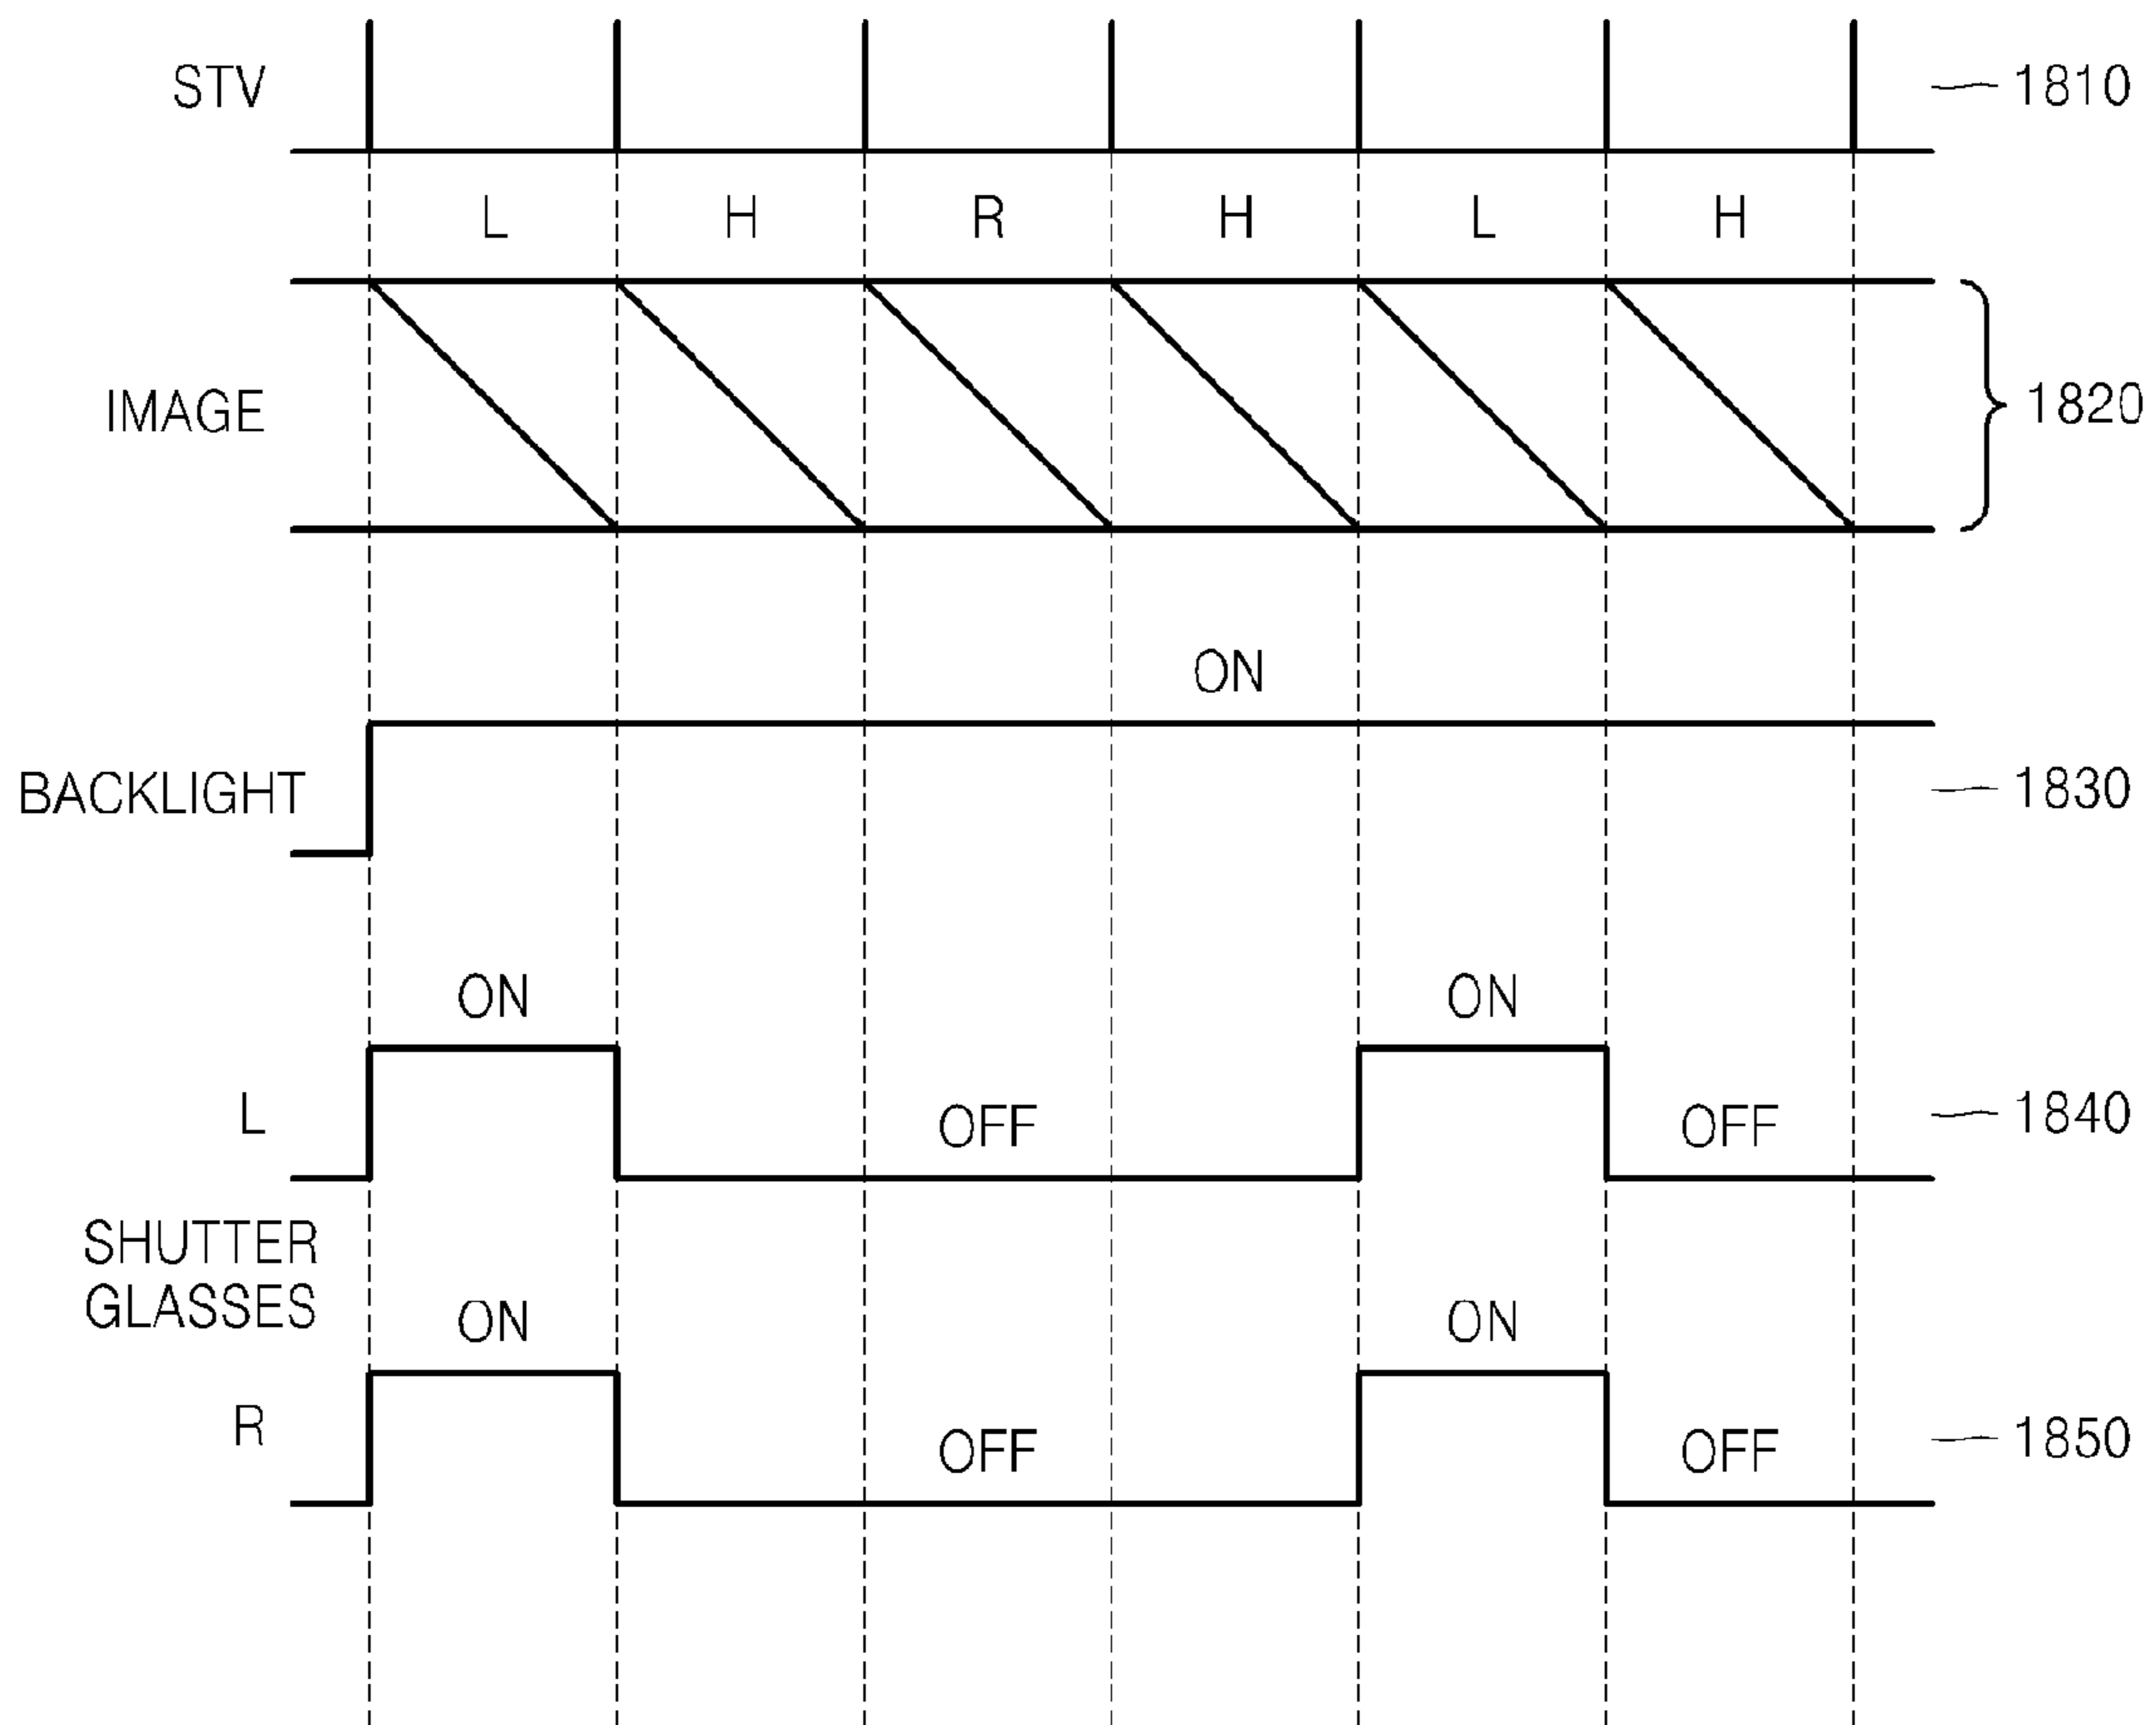 STV 1810
L H R H L H
IMAGE 1820
ON
BACKLIGHT 1830
ON ON
L OFF OFF 1840
SHUTTER
GLASSES
ON ON
R OFF OFF 1850